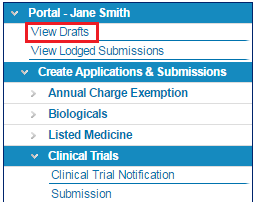 Portal - Jane Smith
View Drafts
View Lodged Submissions
Create Applications & Submissions
Annual Charge Exemption
Biologicals
Listed Medicine
Clinical Trials
Clinical Trial Notification
Submission